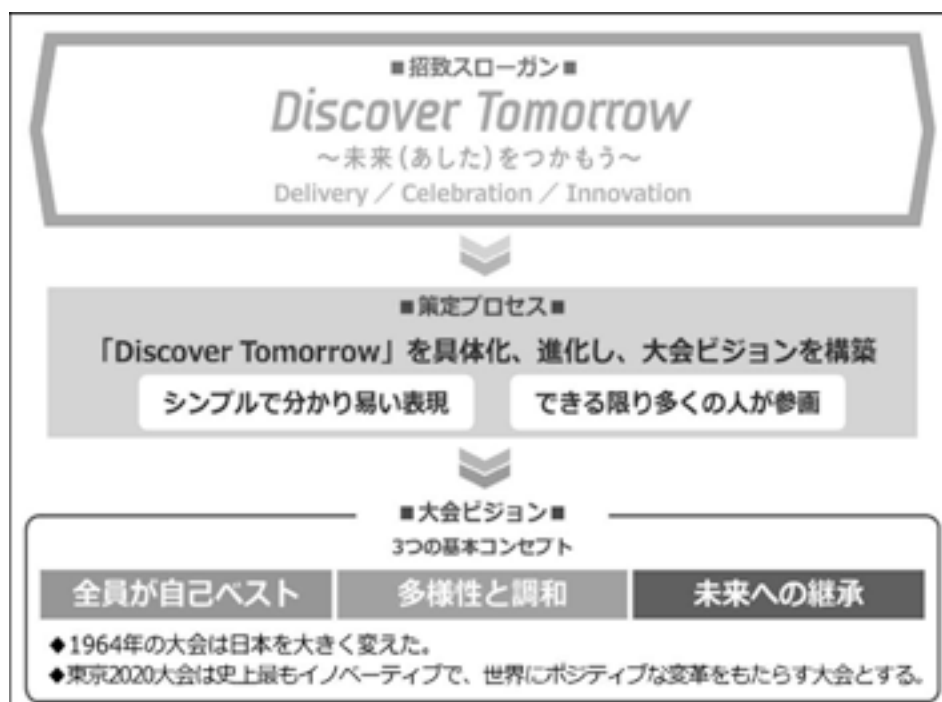 ■招致スローガン■
Discover Tomorrow
～未来(あした)をつかもう～
Delivery ／ Celebration ／ Innovation
■策定プロセス■
「Discover Tomorrow」を具体化、進化し、大会ビジョンを構築
シンプルで分かり易い表現 できる限り多くの人が参画
■大会ビジョン■
3つの基本コンセプト
全員が自己ベスト 多様性と調和 未来への継承
◆1964年の大会は日本を大きく変えた。
◆東京2020大会は史上最もイノベーティブで、世界にポジティブな変革をもたらす大会とする。